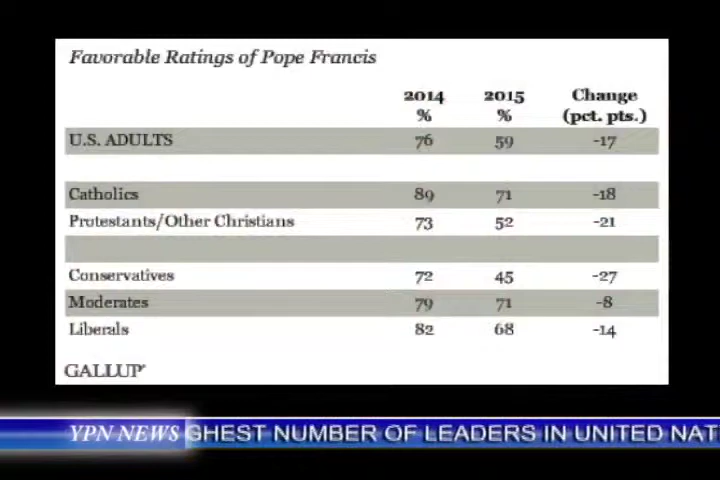 Favorable Ratings of Pope Francis
2014 2015 Change
% % (pct. pts.)
U.S. ADULTS 76 59 -17
Catholics 89 71 -18
Protestants/Other Christians 73 52 -21
Conservatives 72 45 -27
Moderates 79 71 -8
Liberals 82 68 -14
GALLUP®
YPN NEWS GHEST NUMBER OF LEADERS IN UNITED NAT